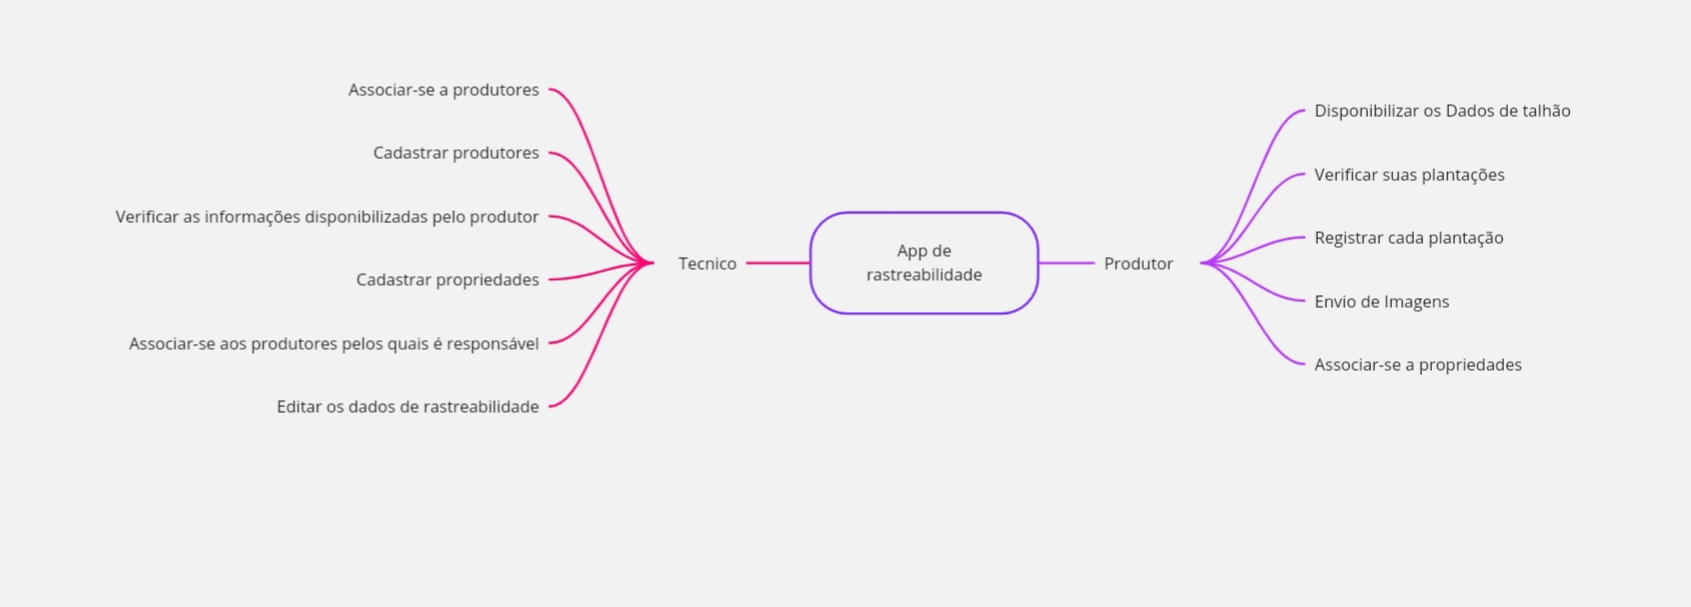 Associar-se a produtores
Cadastrar produtores
Verificar as informações disponibilizadas pelo produtor
Cadastrar propriedades
Associar-se aos produtores pelos quais é responsável
Editar os dados de rastreabilidade
Tecnico
App de
rastreabilidade
Produtor
Disponibilizar os Dados de talhão
Verificar suas plantações
Registrar cada plantação
Envio de Imagens
Associar-se a propriedades